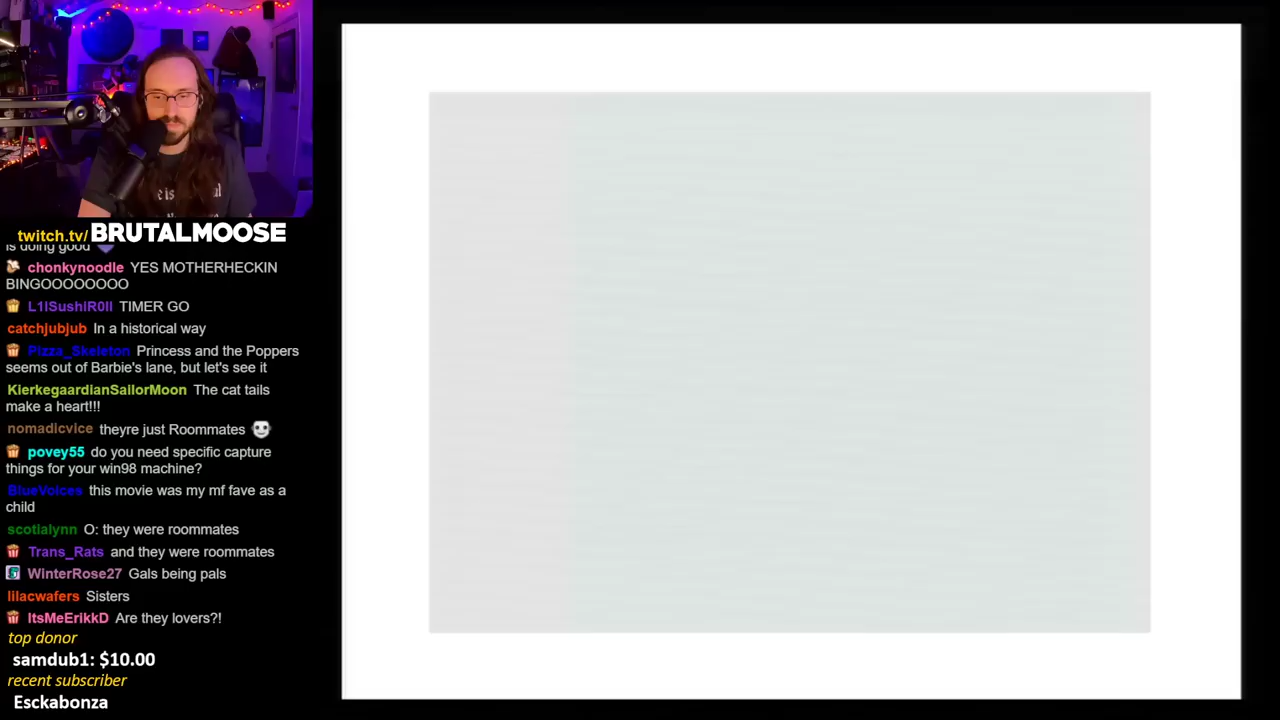 twitch.tv/BRUTALMOOSE
is doing good
chonkynoodle YES MOTHERHECKIN
BINGOOOOOOOO
L1lSushiR0ll TIMER GO
catchjubjub In a historical way
Pizza_Skeleton Princess and the Poppers
seems out of Barbie's lane, but let's see it
KierkegaardianSailorMoon The cat tails
make a heart!!!
nomadicvice theyre just Roommates
povey55 do you need specific capture
things for your win98 machine?
BlueVoices this movie was my mf fave as a
child
scotialynn O: they were roommates
Trans_Rats and they were roommates
WinterRose27 Gals being pals
lilacwafers Sisters
ItsMeErikkD Are they lovers?!
top donor
samdub1: $10.00
recent subscriber
Esckabonza